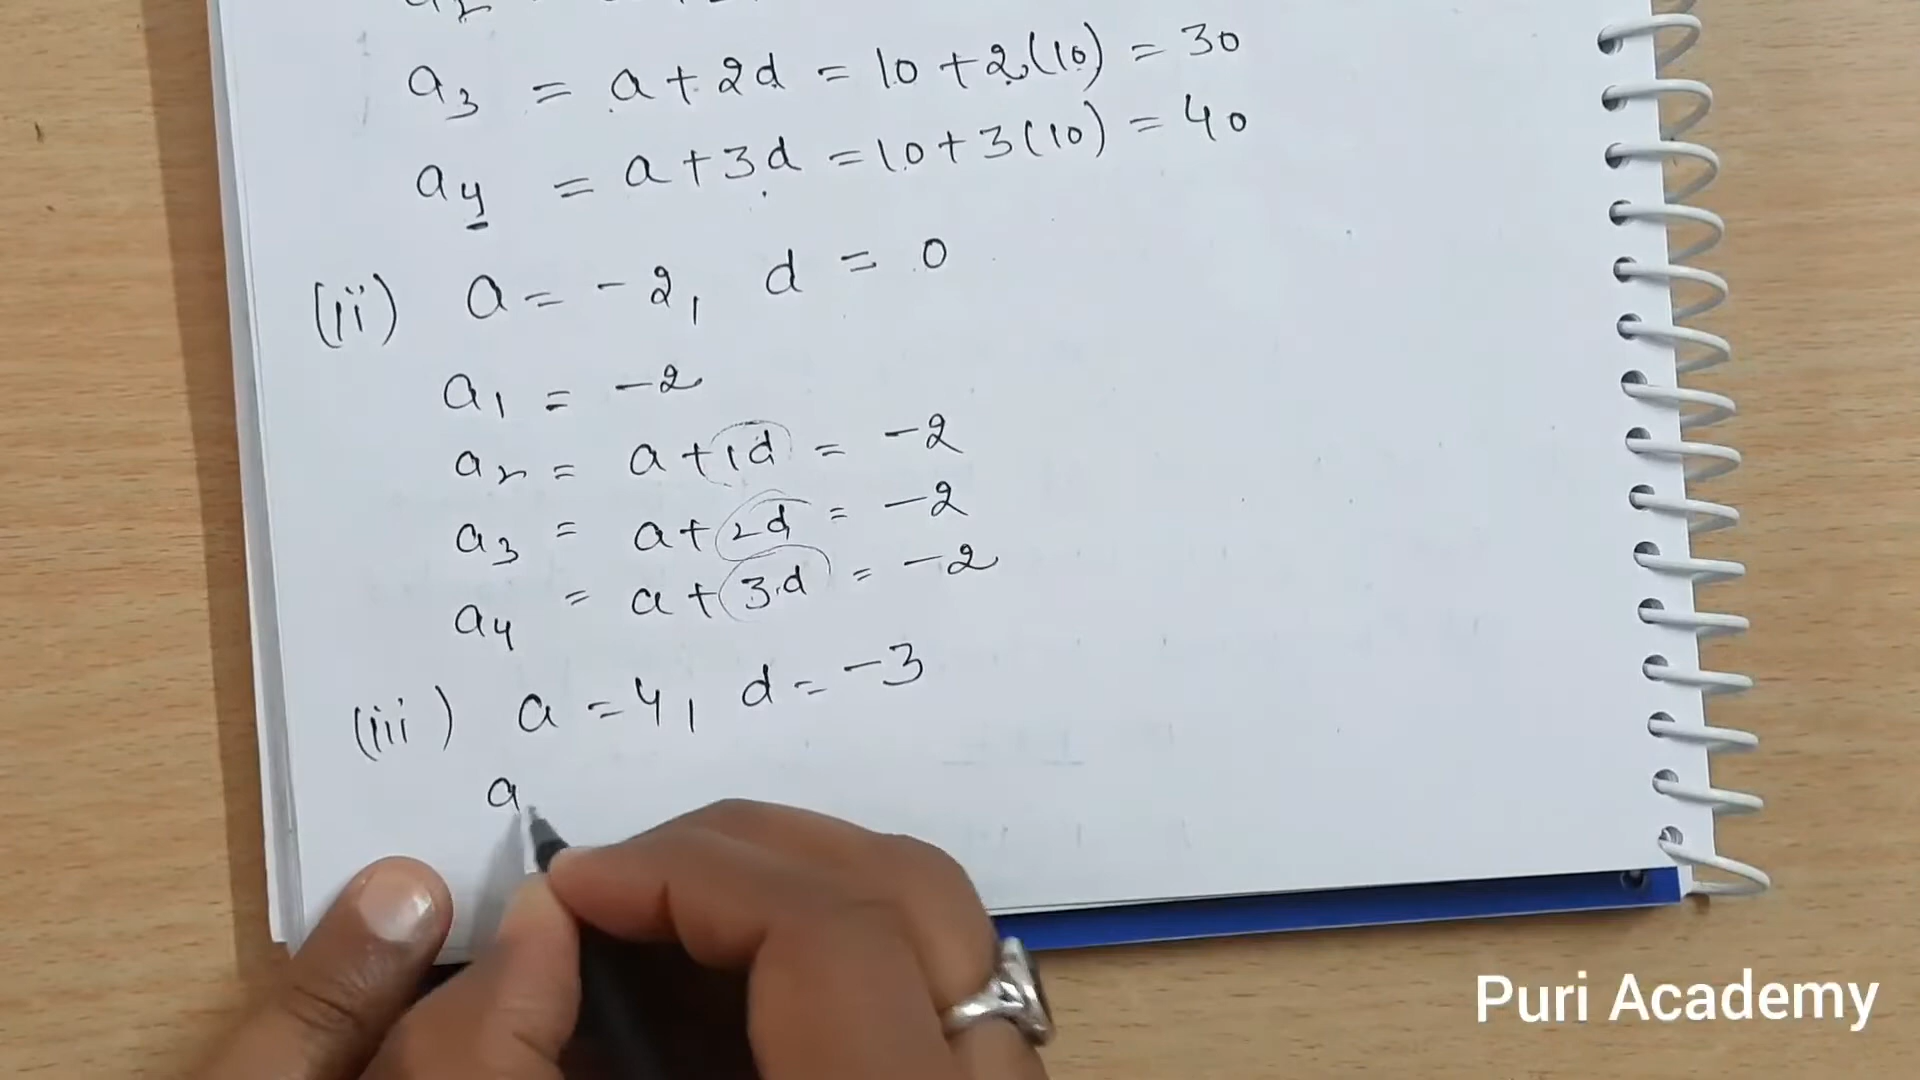 a₃ = a + 2d = 10 + 2(10) = 30
a₄ = a + 3d = 10 + 3(10) = 40
(ii) a = -2, d = 0
a₁ = -2
a₂ = a + 1d = -2
a₃ = a + 2d = -2
a₄ = a + 3.d = -2
(iii) a = 4, d = -3
a
Puri Academy